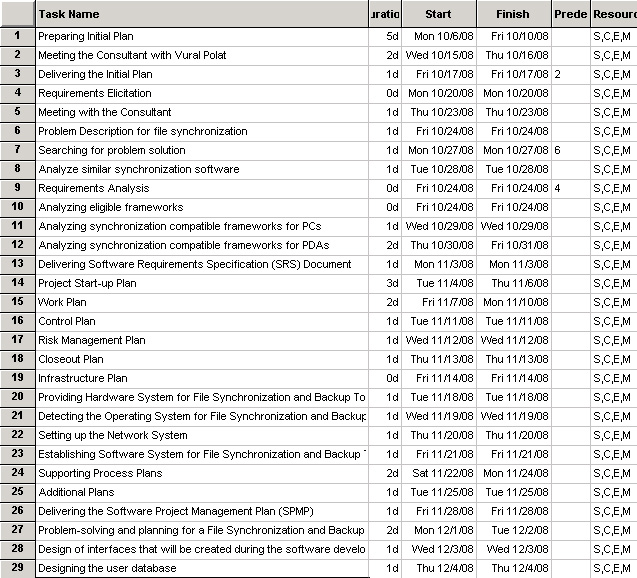 Task Name uratio Start Finish Prede Resourc
1 Preparing Initial Plan 5d Mon 10/6/08 Fri 10/10/08 S,C,E,M
2 Meeting the Consultant with Vural Polat 2d Wed 10/15/08 Thu 10/16/08 S,C,E,M
3 Delivering the Initial Plan 1d Fri 10/17/08 Fri 10/17/08 2 S,C,E,M
4 Requirements Elicitation 0d Mon 10/20/08 Mon 10/20/08 S,C,E,M
5 Meeting with the Consultant 1d Thu 10/23/08 Thu 10/23/08 S,C,E,M
6 Problem Description for file synchronization 1d Fri 10/24/08 Fri 10/24/08 S,C,E,M
7 Searching for problem solution 1d Mon 10/27/08 Mon 10/27/08 6 S,C,E,M
8 Analyze similar synchronization software 1d Tue 10/28/08 Tue 10/28/08 S,C,E,M
9 Requirements Analysis 0d Fri 10/24/08 Fri 10/24/08 4 S,C,E,M
10 Analyzing eligible frameworks 0d Fri 10/24/08 Fri 10/24/08 S,C,E,M
11 Analyzing synchronization compatible frameworks for PCs 1d Wed 10/29/08 Wed 10/29/08 S,C,E,M
12 Analyzing synchronization compatible frameworks for PDAs 2d Thu 10/30/08 Fri 10/31/08 S,C,E,M
13 Delivering Software Requirements Specification (SRS) Document 1d Mon 11/3/08 Mon 11/3/08 S,C,E,M
14 Project Start-up Plan 3d Tue 11/4/08 Thu 11/6/08 S,C,E,M
15 Work Plan 2d Fri 11/7/08 Mon 11/10/08 S,C,E,M
16 Control Plan 1d Tue 11/11/08 Tue 11/11/08 S,C,E,M
17 Risk Management Plan 1d Wed 11/12/08 Wed 11/12/08 S,C,E,M
18 Closeout Plan 1d Thu 11/13/08 Thu 11/13/08 S,C,E,M
19 Infrastructure Plan 0d Fri 11/14/08 Fri 11/14/08 S,C,E,M
20 Providing Hardware System for File Synchronization and Backup To 1d Tue 11/18/08 Tue 11/18/08 S,C,E,M
21 Detecting the Operating System for File Synchronization and Backup 1d Wed 11/19/08 Wed 11/19/08 S,C,E,M
22 Setting up the Network System 1d Thu 11/20/08 Thu 11/20/08 S,C,E,M
23 Establishing Software System for File Synchronization and Backup 1d Fri 11/21/08 Fri 11/21/08 S,C,E,M
24 Supporting Process Plans 2d Sat 11/22/08 Mon 11/24/08 S,C,E,M
25 Additional Plans 1d Tue 11/25/08 Tue 11/25/08 S,C,E,M
26 Delivering the Software Project Management Plan (SPMP) 1d Fri 11/28/08 Fri 11/28/08 S,C,E,M
27 Problem-solving and planning for a File Synchronization and Backup 2d Mon 12/1/08 Tue 12/2/08 S,C,E,M
28 Design of interfaces that will be created during the software develo 1d Wed 12/3/08 Wed 12/3/08 S,C,E,M
29 Designing the user database 1d Thu 12/4/08 Thu 12/4/08 S,C,E,M